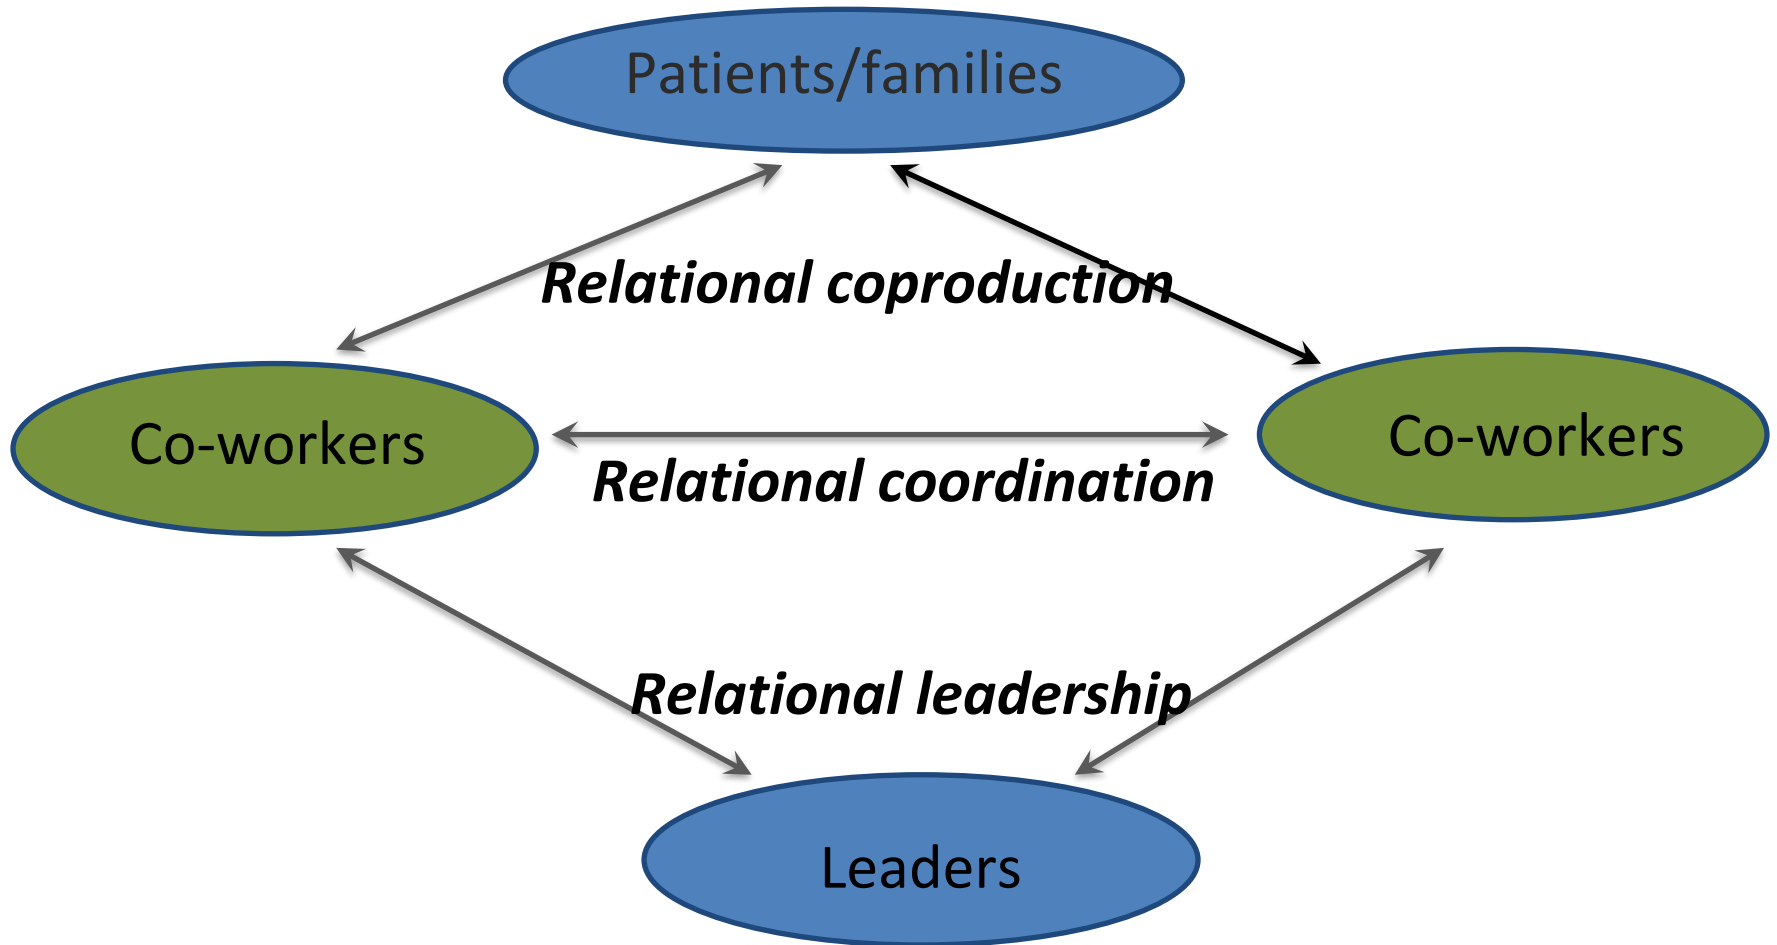 Patients/families
Relational coproduction
Co-workers
Co-workers
Relational coordination
Relational leadership
Leaders